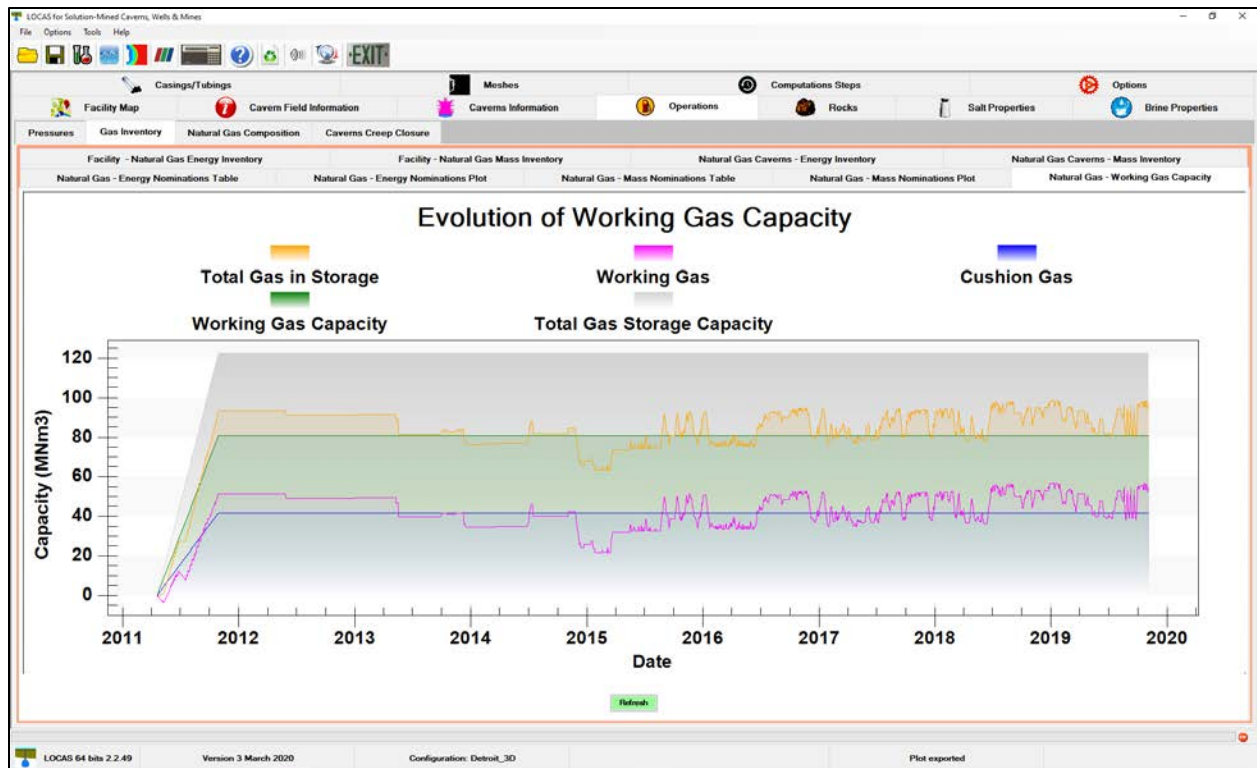 LOCAS for Solution-Mined Caverns, Wells & Mines
File Options Tools Help
EXIT
Casings/Tubings Meshes Computations Steps Options
Facility Map Cavern Field Information Caverns Information Operations Rocks Salt Properties Brine Properties
Pressures Gas Inventory Natural Gas Composition Caverns Creep Closure
Facility - Natural Gas Energy Inventory Facility - Natural Gas Mass Inventory Natural Gas Caverns - Energy Inventory Natural Gas Caverns - Mass Inventory
Natural Gas - Energy Nominations Table Natural Gas - Energy Nominations Plot Natural Gas - Mass Nominations Table Natural Gas - Mass Nominations Plot Natural Gas - Working Gas Capacity
Evolution of Working Gas Capacity
Total Gas in Storage Working Gas Cushion Gas
Working Gas Capacity Total Gas Storage Capacity
Capacity (MNm3)
120
100
80
60
40
20
0
2011 2012 2013 2014 2015 2016 2017 2018 2019 2020
Date
Refresh
LOCAS 64 bits 2.2.49 Version 3 March 2020 Configuration: Detroit_3D Plot exported